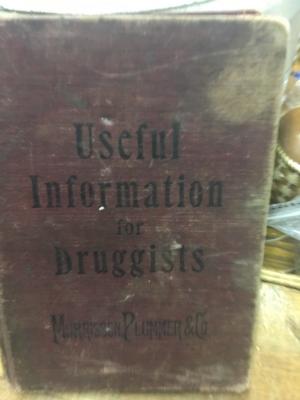 Useful
Information
for
Druggists
Morrisson, Plummer & Co.